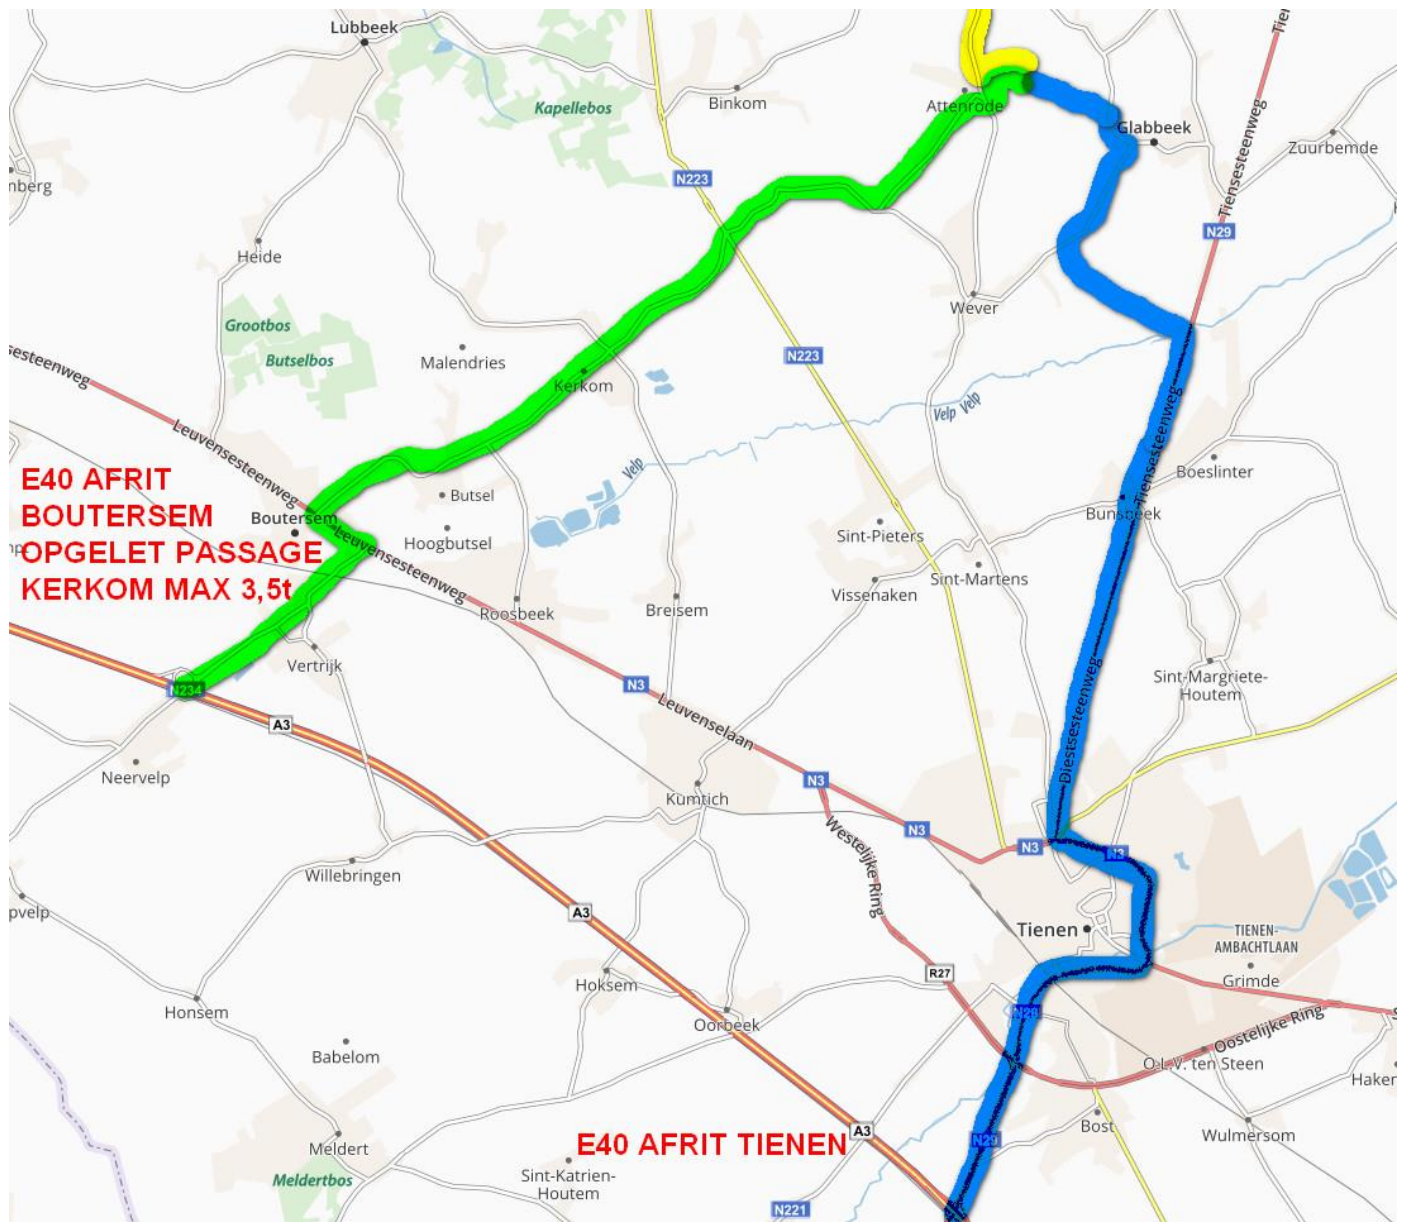 Lubbeek
Kapellebos
Binkom
Attenrode
Glabbeek
Zuurbemde
Tiensesteenweg
N223
nberg
Heide
N29
Wever
Grootbos
Butselbos
Malendries
N223
Kerkom
sesteenweg
Leuvensesteenweg
Velp Velp
Tiensesteenweg
Boeslinter
Velp
E40 AFRIT
BOUTERSEM
OPGELET PASSAGE
KERKOM MAX 3,5t
Butsel
Boutersem
Hoogbutsel
Leuvensesteenweg
Bunsbeek
Sint-Pieters
Sint-Martens
Vissenaken
Roosbeek
Breisem
Vertrijk
N234
N3
Leuvenselaan
A3
Diestsesteenweg
Sint-Margriete-
Houtem
Neervelp
Kumtich
N3
N3
N3
N3
Westelijke Ring
Willebringen
pvelp
A3
Tienen
TIENEN-
AMBACHTLAAN
Grimde
R27
Hoksem
Honsem
Oorbeek
N29
Oostelijke Ring
Babelom
O.L.V. ten Steen
Haken
E40 AFRIT TIENEN
A3
N29
Bost
Wulmersom
Meldert
Meldertbos
Sint-Katrien-
Houtem
N221